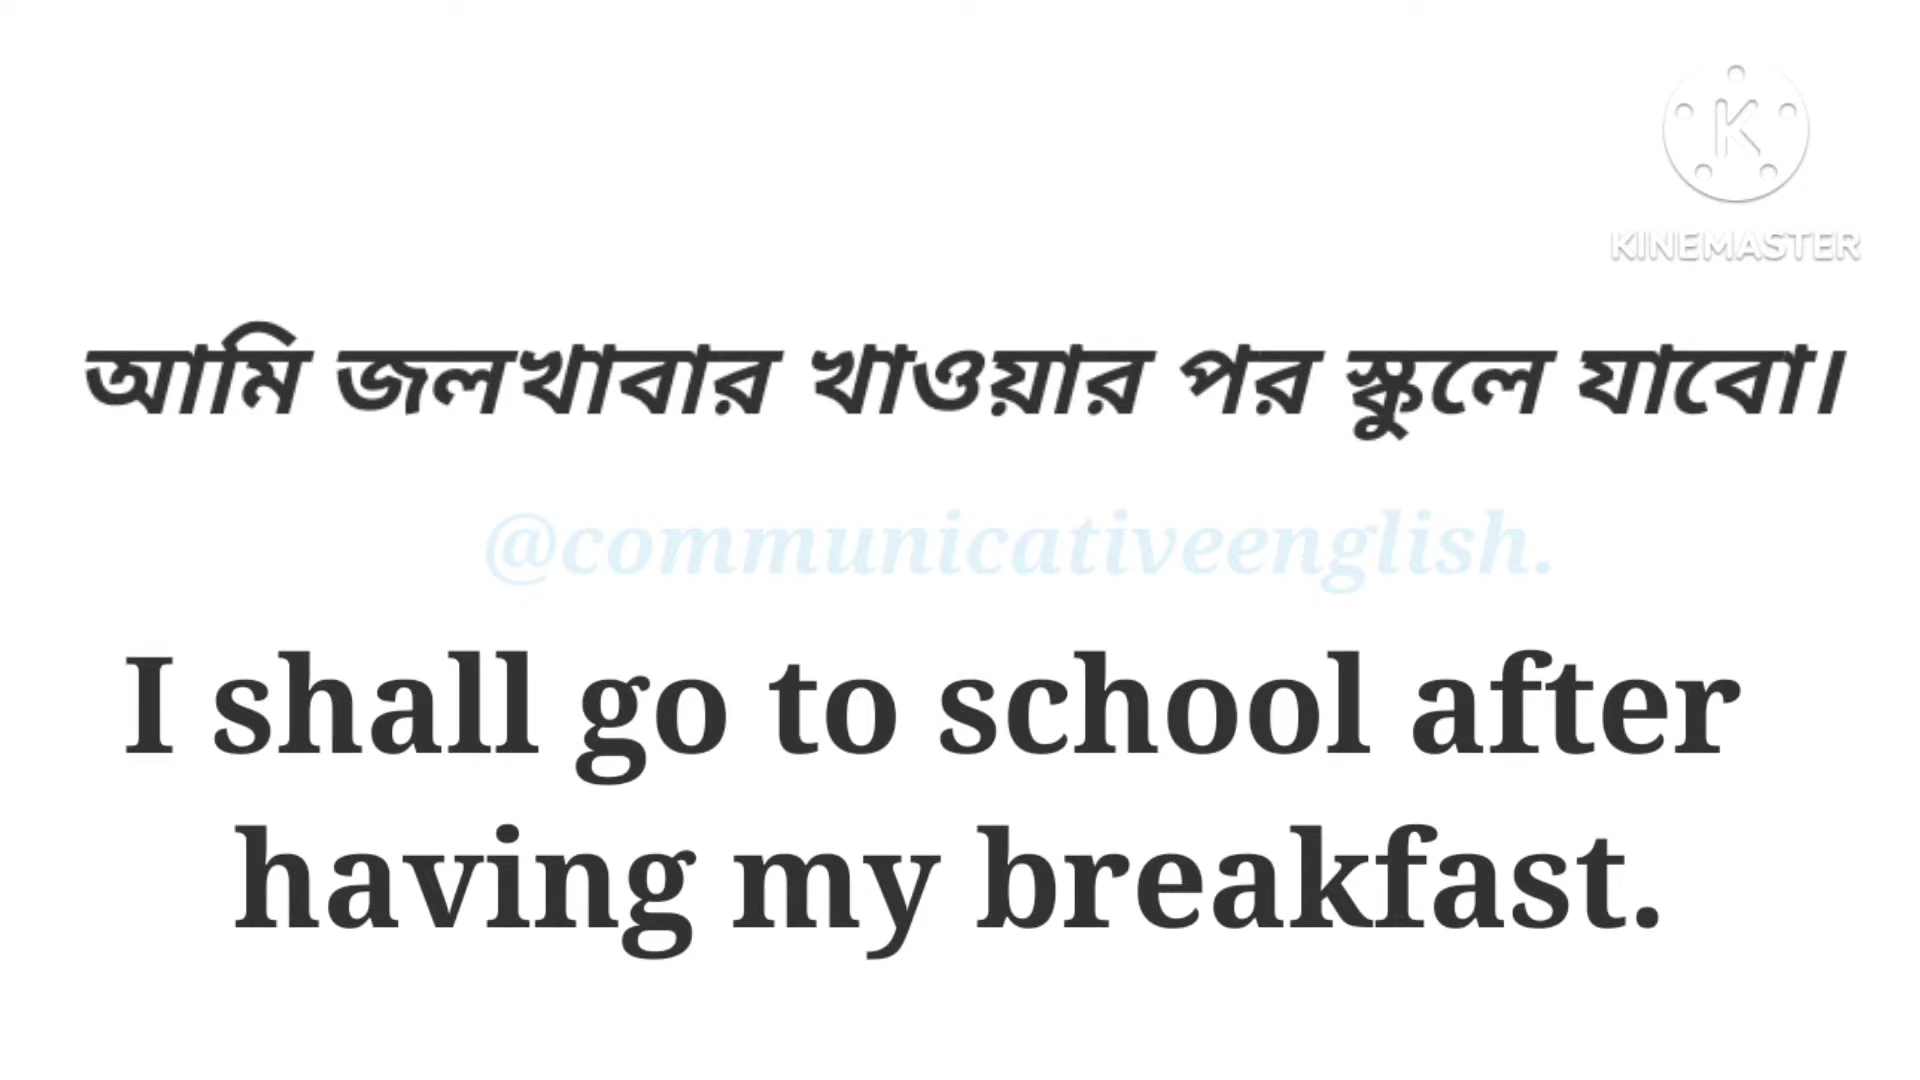 KINEMASTER
আমি জলখাবার খাওয়ার পর স্কুলে যাবো।
@communicativeenglish.
I shall go to school after
having my breakfast.